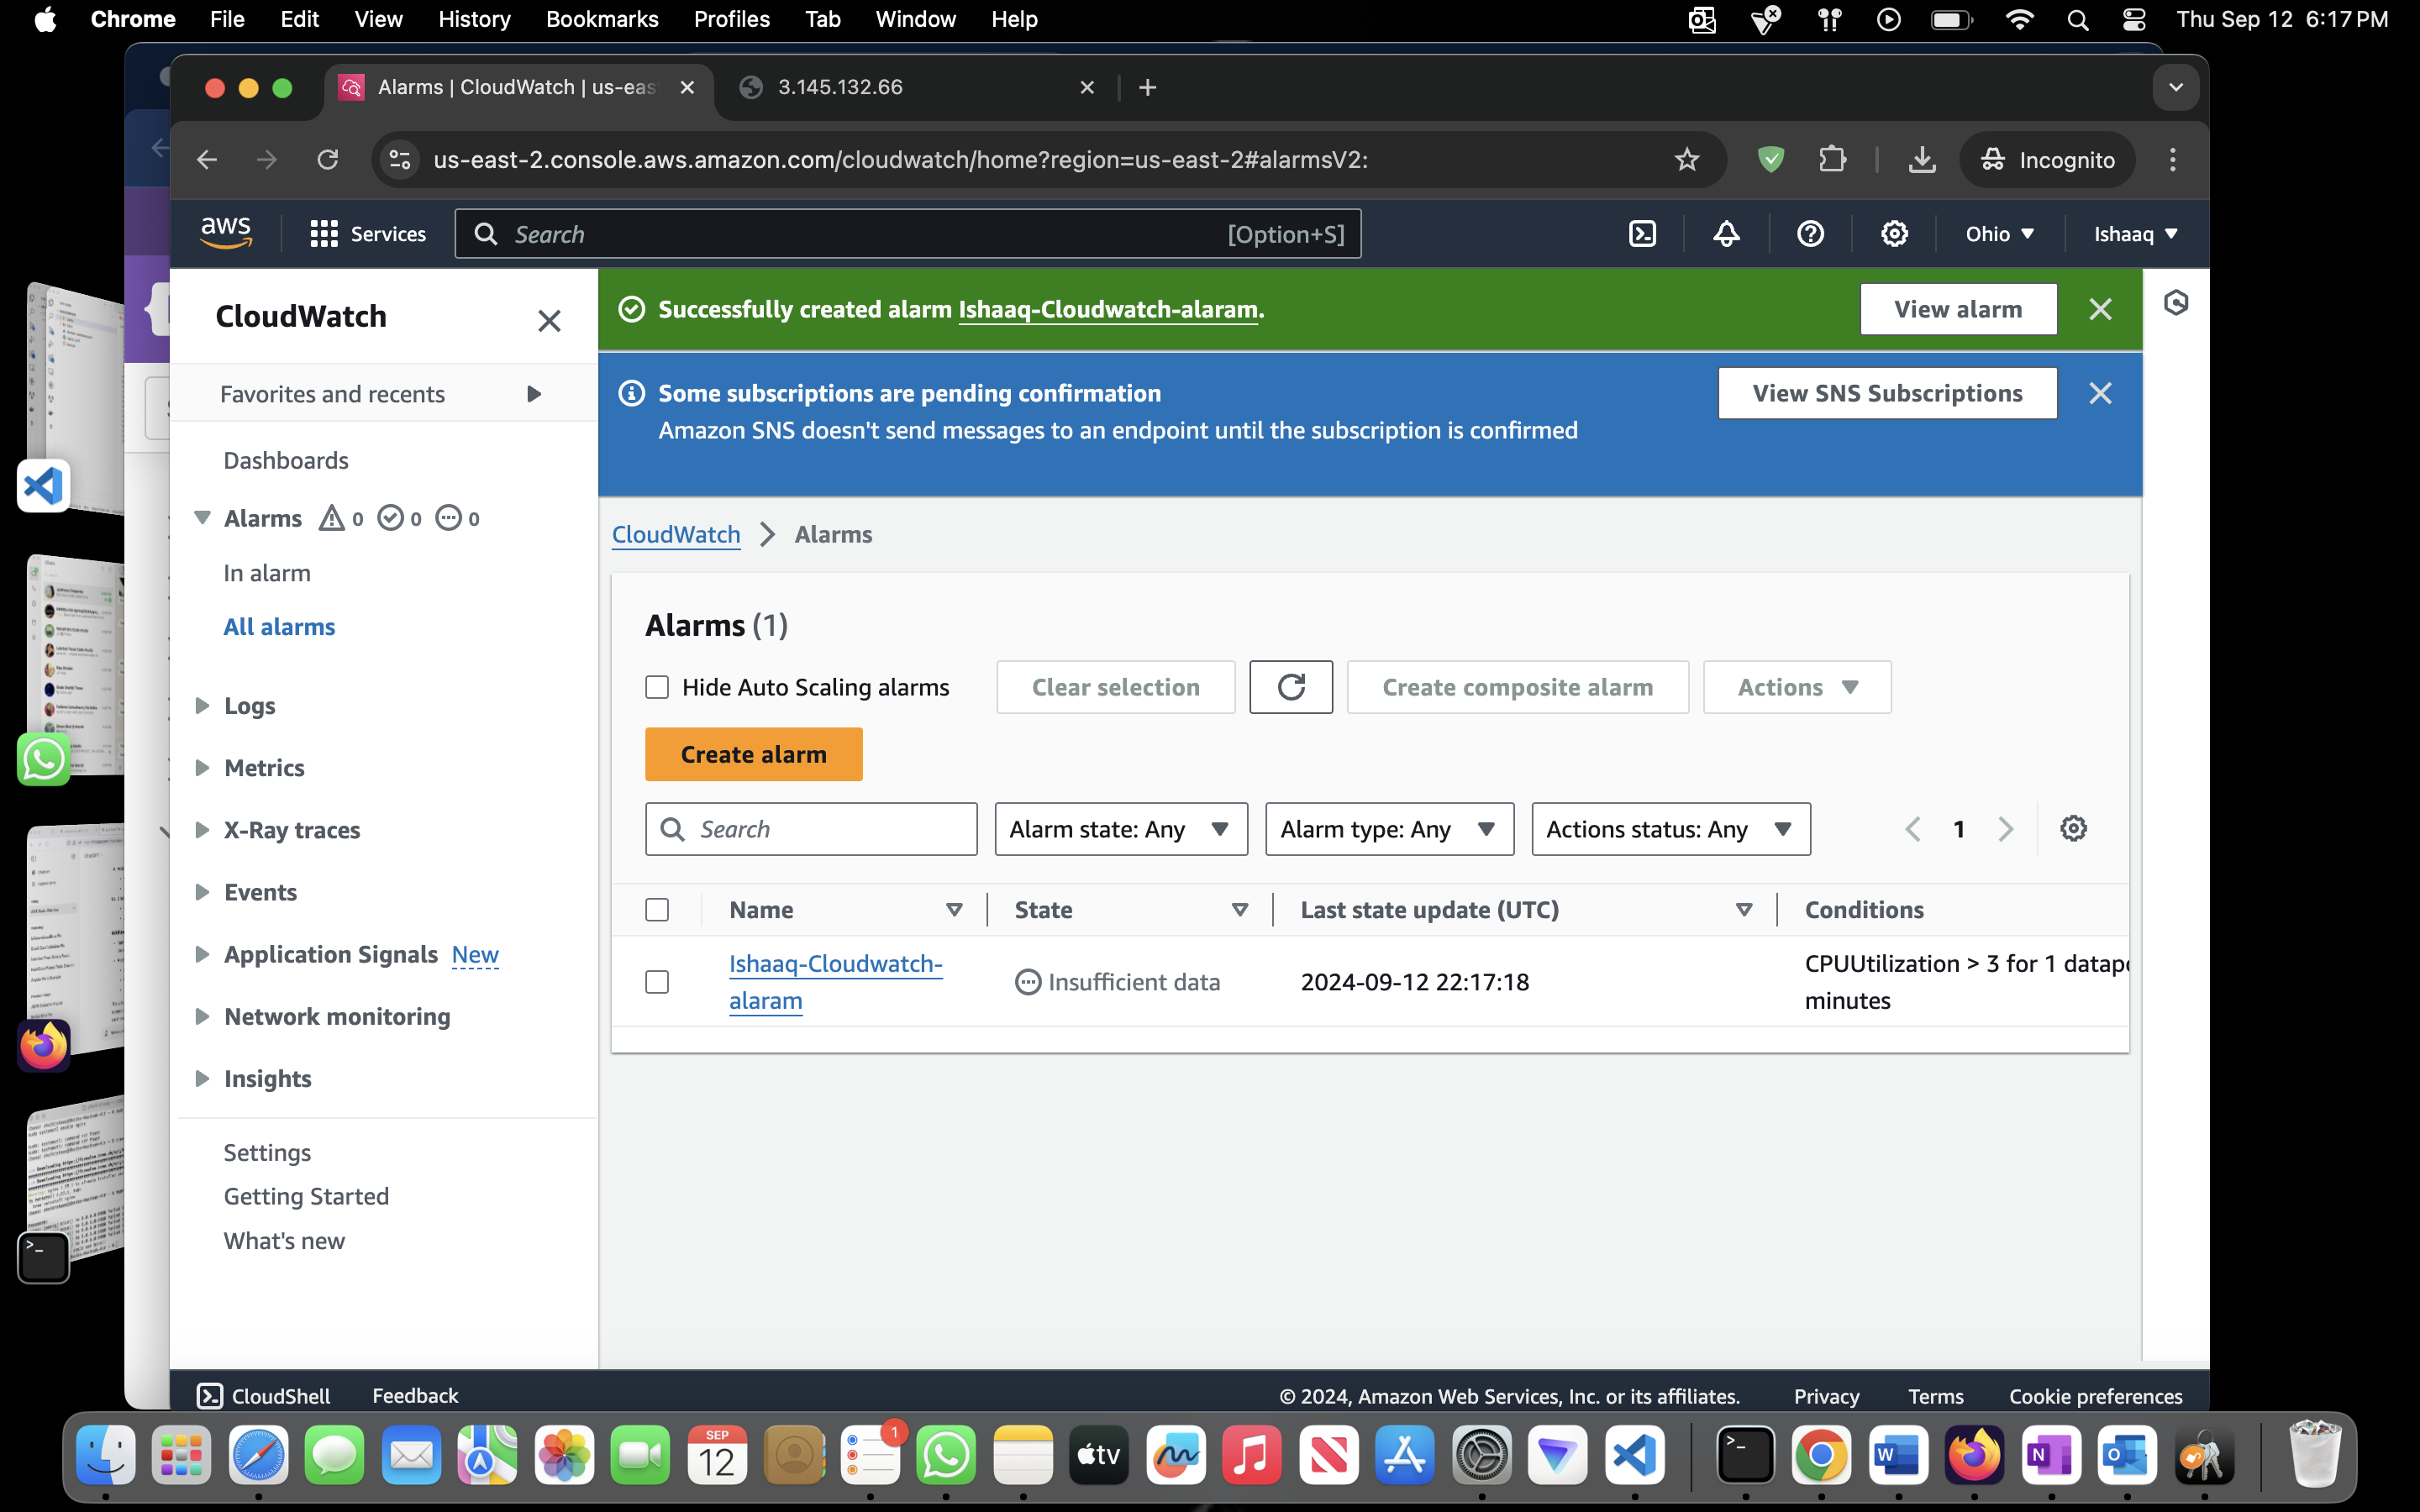 Chrome File Edit View History Bookmarks Profiles Tab Window Help Thu Sep 12 6:17 PM
Alarms | CloudWatch | us-eas 3.145.132.66
us-east-2.console.aws.amazon.com/cloudwatch/home?region=us-east-2#alarmsV2: Incognito
aws Services Search [Option+S] Ohio Ishaaq
CloudWatch
Favorites and recents
Dashboards
Alarms 0 0 0
In alarm
All alarms
Logs
Metrics
X-Ray traces
Events
Application Signals New
Network monitoring
Insights
Settings
Getting Started
What's new
Successfully created alarm Ishaaq-Cloudwatch-alaram. View alarm
Some subscriptions are pending confirmation View SNS Subscriptions
Amazon SNS doesn't send messages to an endpoint until the subscription is confirmed
CloudWatch > Alarms
Alarms (1)
Hide Auto Scaling alarms Clear selection Create composite alarm Actions
Create alarm
Search Alarm state: Any Alarm type: Any Actions status: Any 1
Name State Last state update (UTC) Conditions
Ishaaq-Cloudwatch-alaram Insufficient data 2024-09-12 22:17:18 CPUUtilization > 3 for 1 datap
minutes
CloudShell Feedback © 2024, Amazon Web Services, Inc. or its affiliates. Privacy Terms Cookie preferences
SEP
12
1
tv